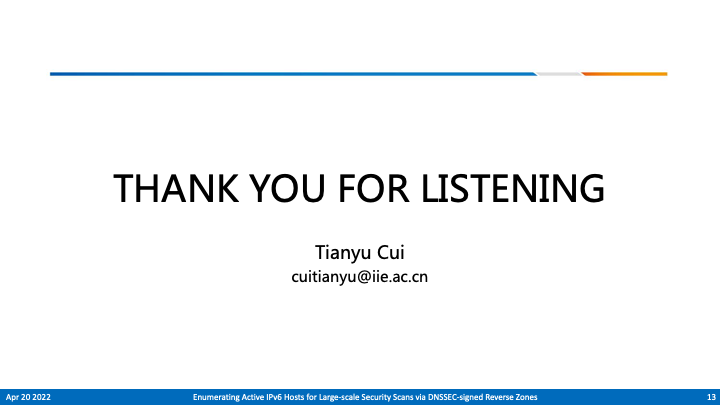 THANK YOU FOR LISTENING
Tianyu Cui
cuitianyu@iie.ac.cn
Apr 20 2022
Enumerating Active IPv6 Hosts for Large-scale Security Scans via DNSSEC-signed Reverse Zones
13